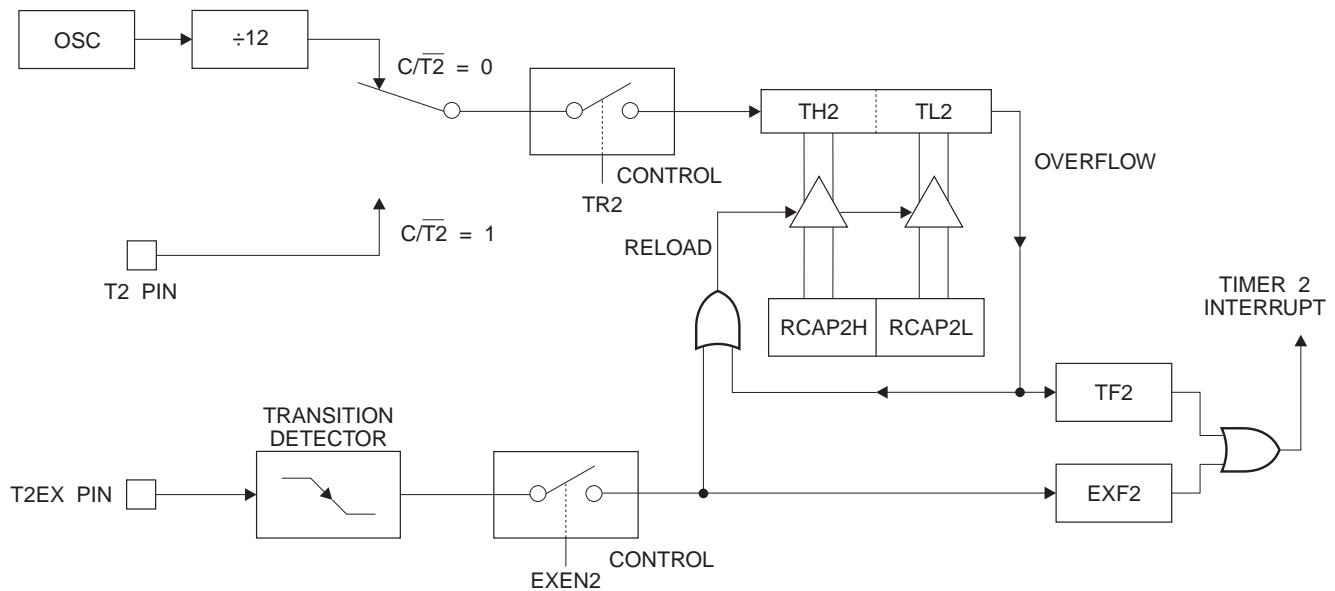 OSC
÷12
C/T2̅ = 0
TH2
TL2
OVERFLOW
CONTROL
TR2
C/T2̅ = 1
RELOAD
T2 PIN
TIMER 2
INTERRUPT
RCAP2H
RCAP2L
TF2
TRANSITION
DETECTOR
T2EX PIN
EXF2
CONTROL
EXEN2